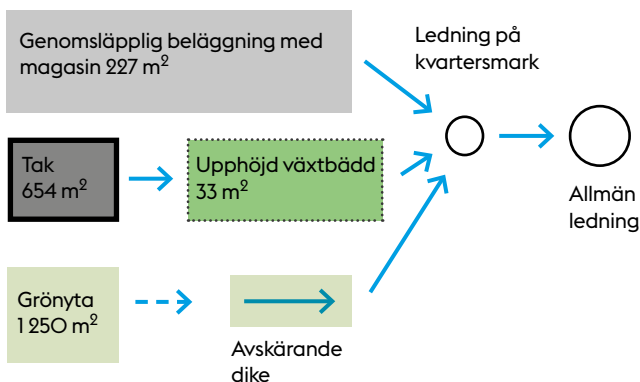 Genomsläpplig beläggning med
magasin 227 m²
Ledning på
kvartersmark
Tak
654 m²
Upphöjd växtbädd
33 m²
Allmän
ledning
Grönyta
1 250 m²
Avskärande
dike